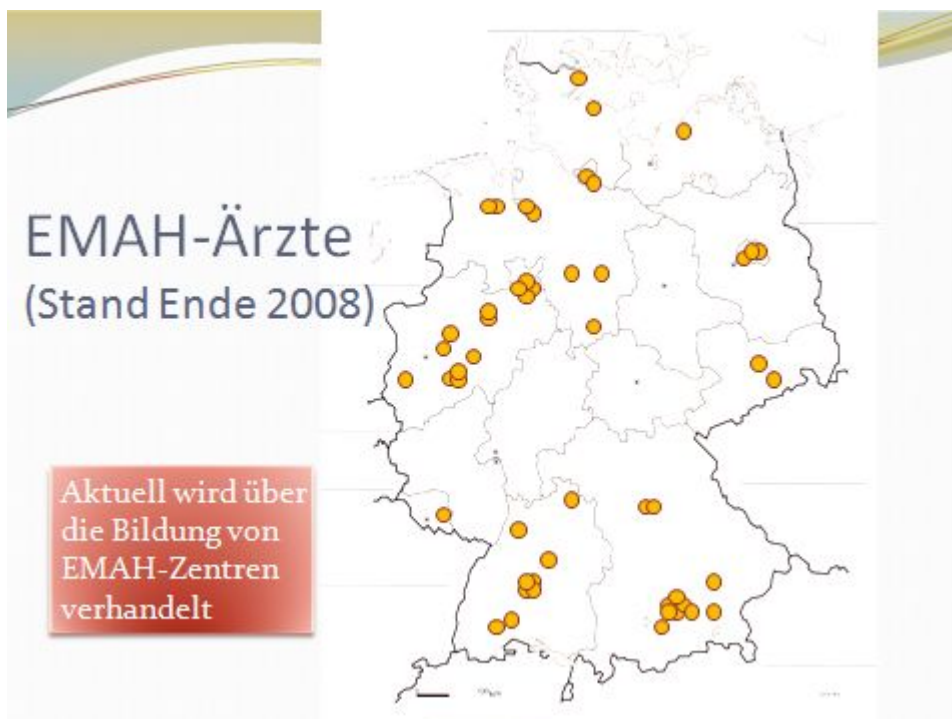 EMAH-Ärzte
(Stand Ende 2008)
Aktuell wird über
die Bildung von
EMAH-Zentren
verhandelt